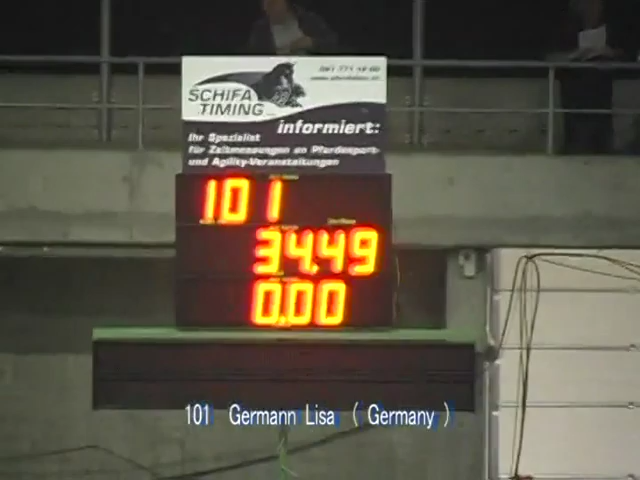 SCHIFA
TIMING
informiert:
Ihr Spezialist
für Zeitmessungen an Pferdesport-
und Agility-Veranstaltungen
101
34.49
0.00
101 Germann Lisa ( Germany )